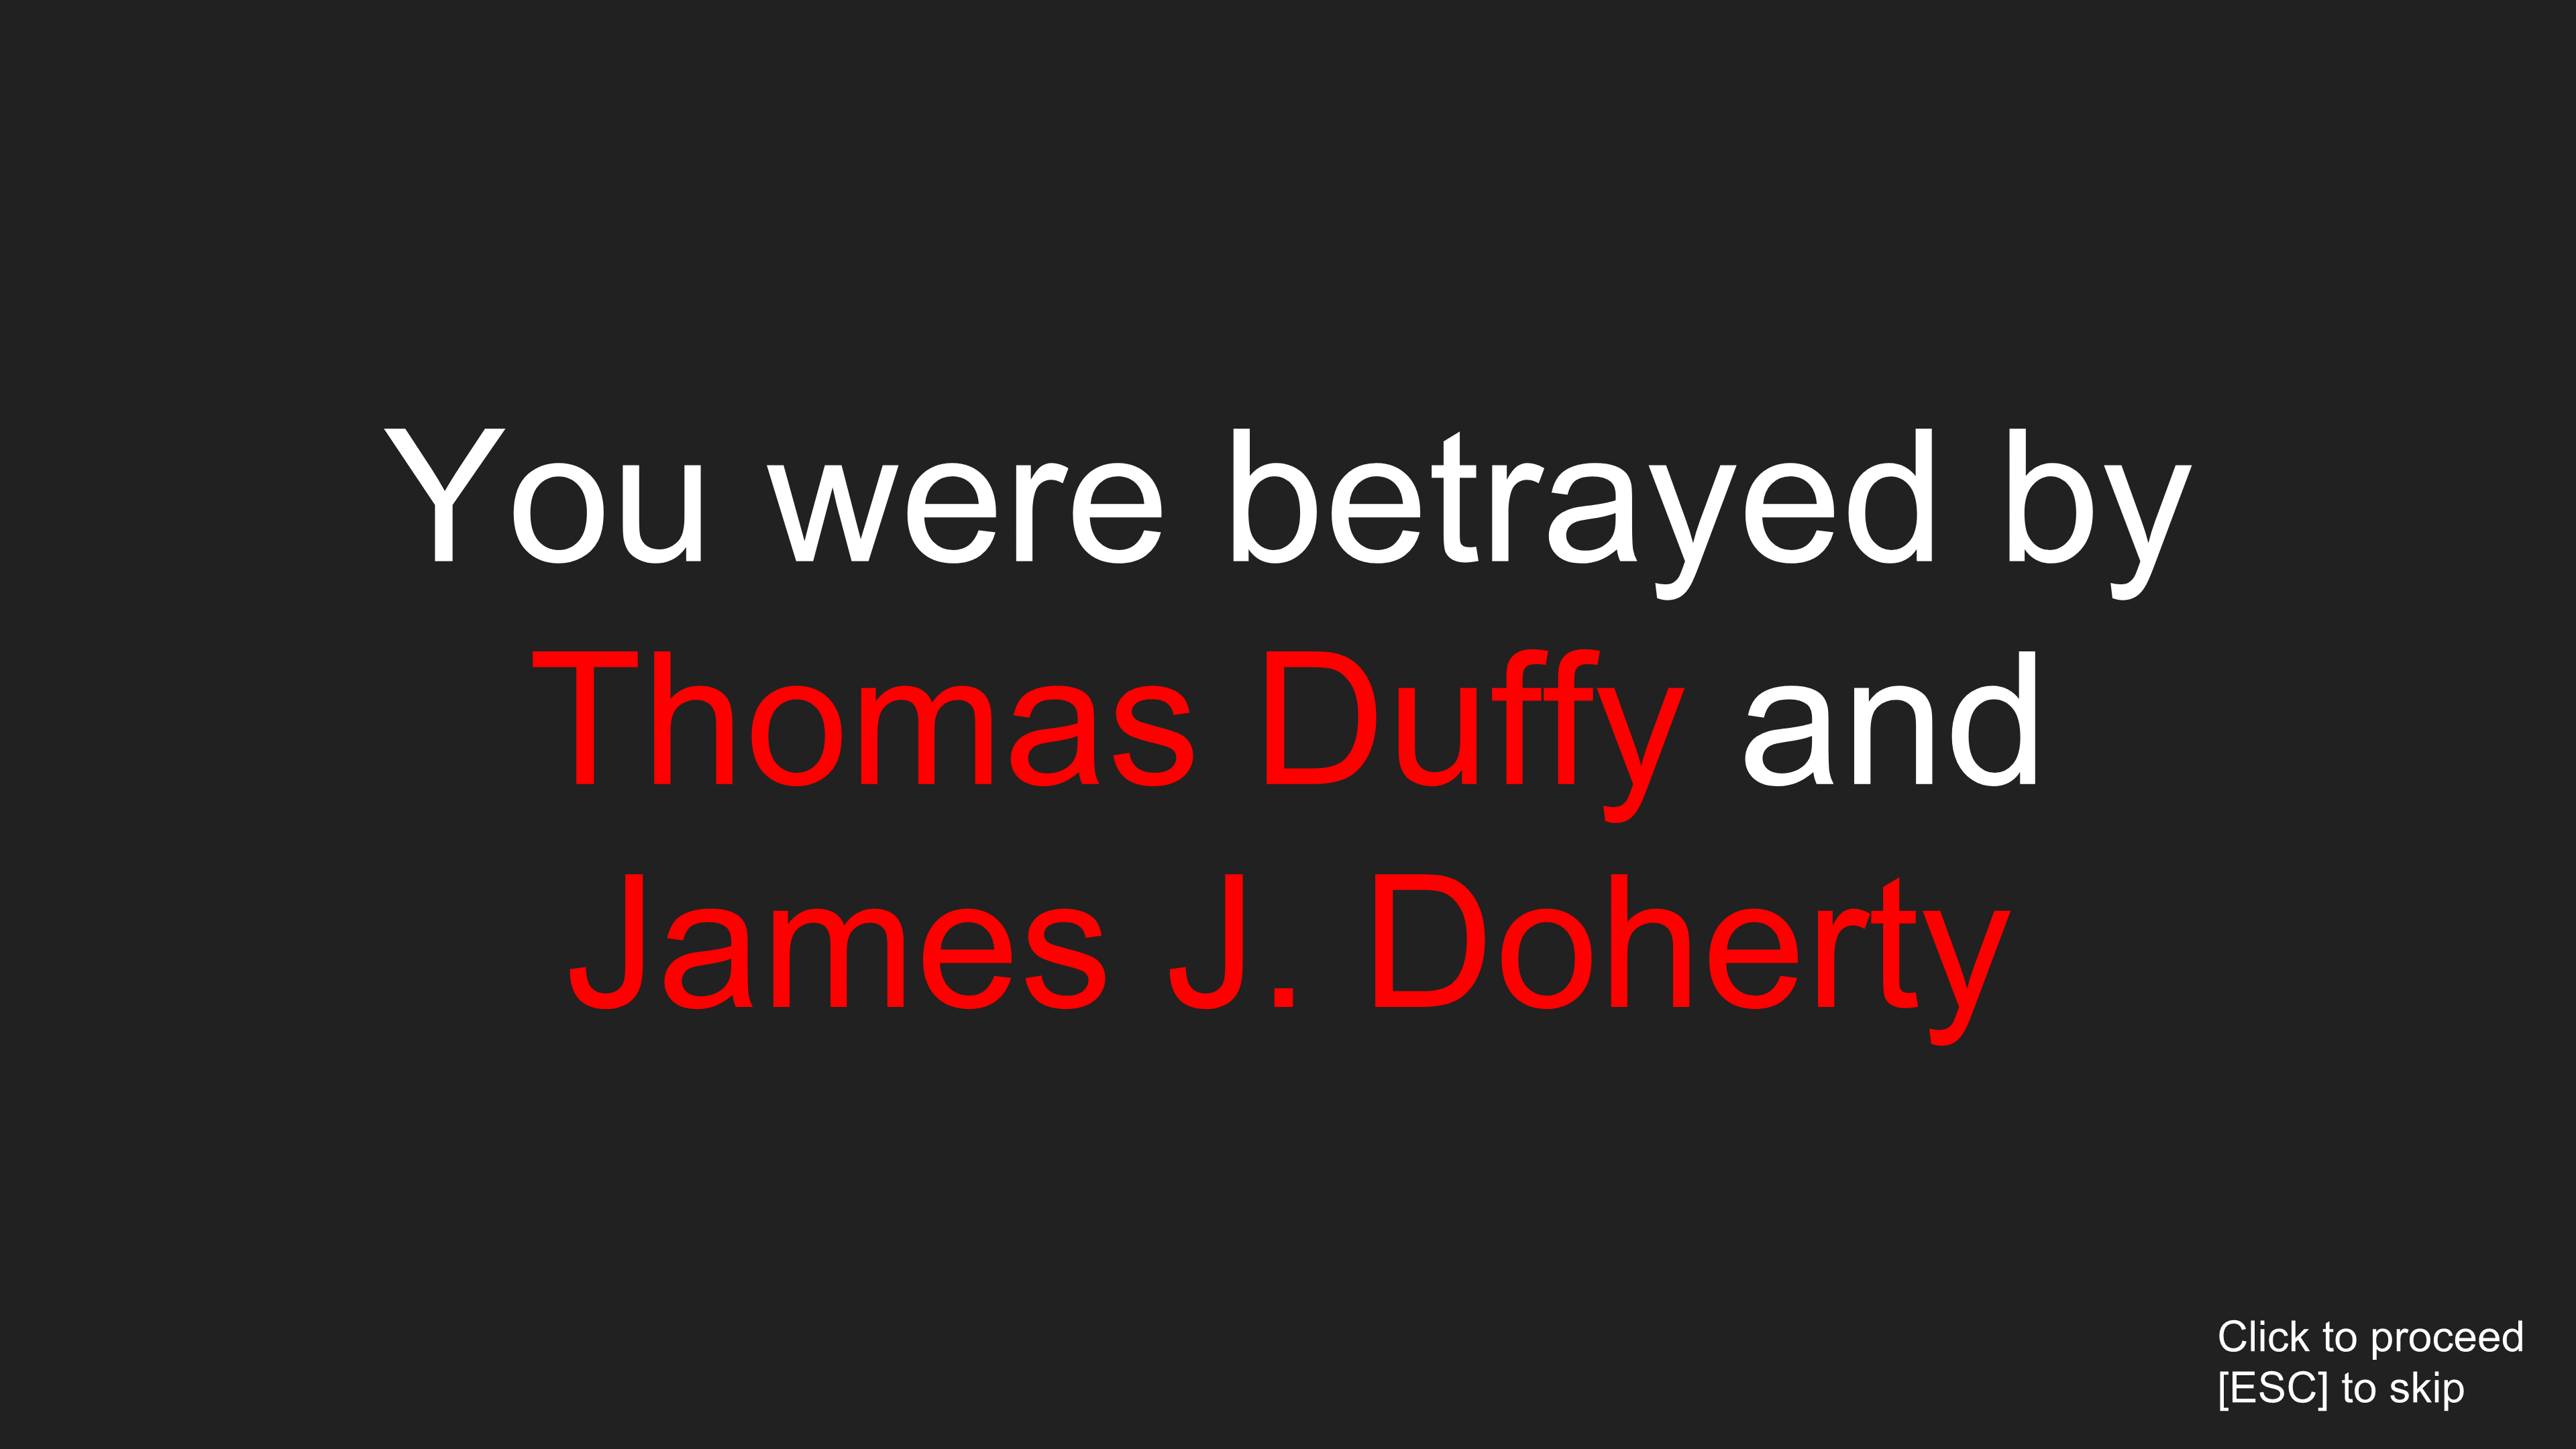 You were betrayed by
Thomas Duffy and
James J. Doherty
Click to proceed
[ESC] to skip